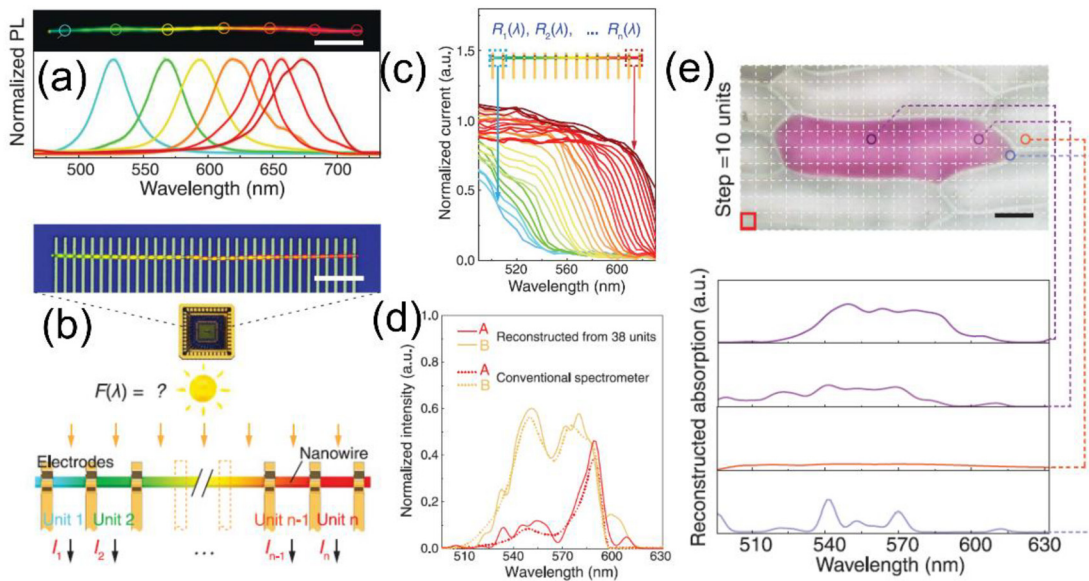 (a)
Normalized PL
500 550 600 650 700
Wavelength (nm)
(b)
F(λ) = ?
Electrodes
Nanowire
Unit 1 Unit 2 Unit n-1 Unit n
I1 I2 ... In-1 In
(c)
R1(λ), R2(λ), ... Rn(λ)
Normalized current (a.u.)
1.5
1.0
0.5
0.0
520 560 600
Wavelength (nm)
(d)
A
B
Reconstructed from 38 units
A
B
Conventional spectrometer
Normalized intensity (a.u.)
1.0
0.8
0.6
0.4
0.2
0.0
510 540 570 600 630
Wavelength (nm)
(e)
Step =10 units
Reconstructed absorption (a.u.)
510 540 570 600 630
Wavelength (nm)